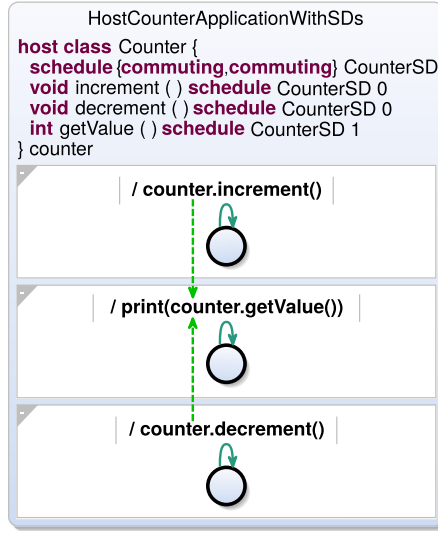 HostCounterApplicationWithSDs
host class Counter {
schedule {commuting,commuting} CounterSD
void increment ( ) schedule CounterSD 0
void decrement ( ) schedule CounterSD 0
int getValue ( ) schedule CounterSD 1
} counter
-
/ counter.increment()
-
/ print(counter.getValue())
-
/ counter.decrement()